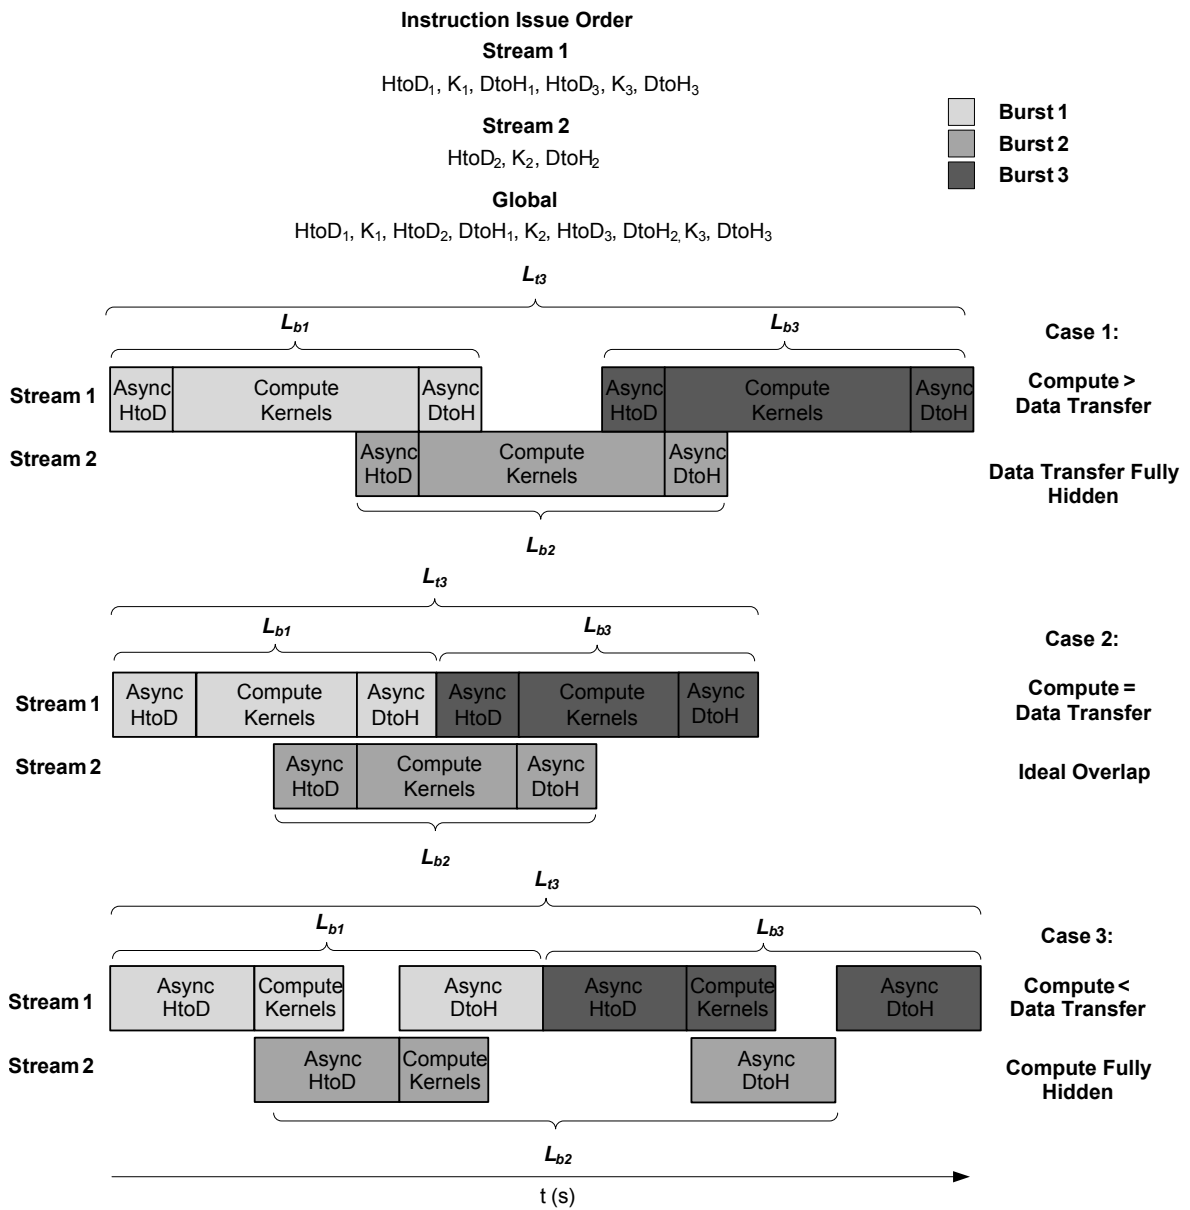 Instruction Issue Order
Stream 1
HtoD1, K1, DtoH1, HtoD3, K3, DtoH3
Stream 2
HtoD2, K2, DtoH2
Global
HtoD1, K1, HtoD2, DtoH1, K2, HtoD3, DtoH2, K3, DtoH3
Burst 1
Burst 2
Burst 3
Lt3
Lb1
Lb3
Case 1:
Stream 1
Async
HtoD
Compute
Kernels
Async
DtoH
Async
HtoD
Compute
Kernels
Async
DtoH
Compute >
Data Transfer
Stream 2
Async
HtoD
Compute
Kernels
Async
DtoH
Data Transfer Fully
Hidden
Lb2
Lt3
Lb1
Lb3
Case 2:
Stream 1
Async
HtoD
Compute
Kernels
Async
DtoH
Async
HtoD
Compute
Kernels
Async
DtoH
Compute =
Data Transfer
Stream 2
Async
HtoD
Compute
Kernels
Async
DtoH
Ideal Overlap
Lb2
Lt3
Lb1
Lb3
Case 3:
Stream 1
Async
HtoD
Compute
Kernels
Async
DtoH
Async
HtoD
Compute
Kernels
Async
DtoH
Compute <
Data Transfer
Stream 2
Async
HtoD
Compute
Kernels
Async
DtoH
Compute Fully
Hidden
Lb2
t (s)